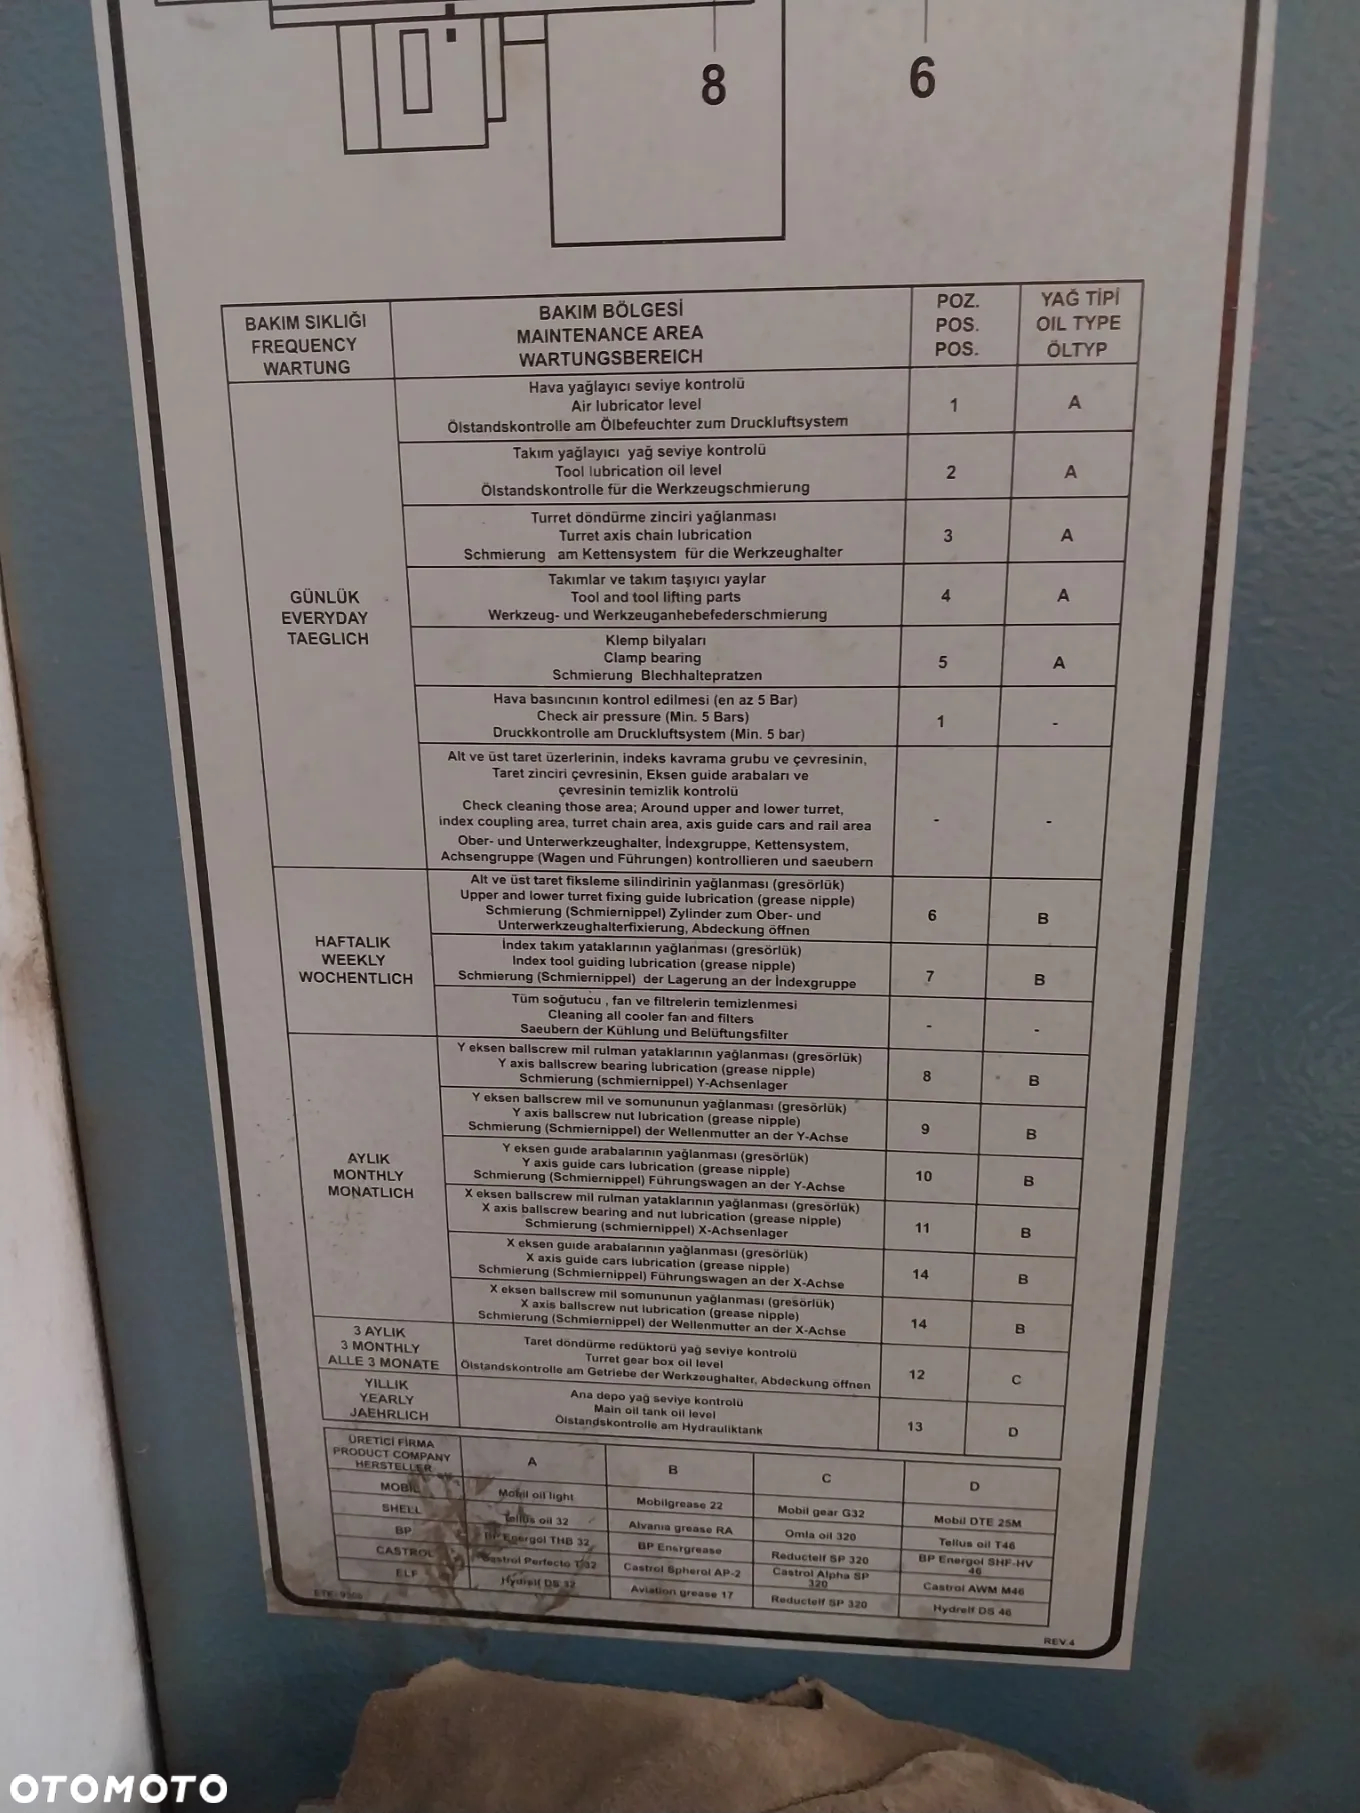 8
6
BAKIM SIKLIĞI
FREQUENCY
WARTUNG
BAKIM BÖLGESİ
MAINTENANCE AREA
WARTUNGSBEREICH
POZ.
POS.
POS.
YAĞ TİPİ
OIL TYPE
ÖLTYP
GÜNLÜK
EVERYDAY
TAEGLICH
Hava yağlayıcı seviye kontrolü
Air lubricator level
Ölstandskontrolle am Ölbefeuchter zum Druckluftsystem
1
A
Takım yağlayıcı yağ seviye kontrolü
Tool lubrication oil level
Ölstandskontrolle für die Werkzeugschmierung
2
A
Turret döndürme zinciri yağlanması
Turret axis chain lubrication
Schmierung am Kettensystem für die Werkzeughalter
3
A
Takımlar ve takım taşıyıcı yaylar
Tool and tool lifting parts
Werkzeug- und Werkzeuganhebefederschmierung
4
A
Klemp bilyaları
Clamp bearing
Schmierung Blechhaltepratzen
5
A
Hava basıncının kontrol edilmesi (en az 5 Bar)
Check air pressure (Min. 5 Bars)
Druckkontrolle am Druckluftsystem (Min. 5 bar)
1
-
Alt ve üst taret üzerlerinin, indeks kavrama grubu ve çevresinin,
Taret zinciri çevresinin, Eksen guide arabaları ve
çevresinin temizlik kontrolü
Check cleaning those area; Around upper and lower turret,
index coupling area, turret chain area, axis guide cars and rail area
Ober- und Unterwerkzeughalter, İndexgruppe, Kettensystem,
Achsengruppe (Wagen und Führungen) kontrollieren und saeubern
-
-
HAFTALIK
WEEKLY
WOCHENTLICH
Alt ve üst taret fiksleme silindirinin yağlanması (gresörlük)
Upper and lower turret fixing guide lubrication (grease nipple)
Schmierung (Schmiernippel) Zylinder zum Ober- und
Unterwerkzeughalterfixierung, Abdeckung öffnen
6
B
İndex takım yataklarının yağlanması (gresörlük)
Index tool guiding lubrication (grease nipple)
Schmierung (Schmiernippel) der Lagerung an der İndexgruppe
7
B
Tüm soğutucu , fan ve filtrelerin temizlenmesi
Cleaning all cooler fan and filters
Saeubern der Kühlung und Belüftungsfilter
-
-
AYLIK
MONTHLY
MONATLICH
Y eksen ballscrew mil rulman yataklarının yağlanması (gresörlük)
Y axis ballscrew bearing lubrication (grease nipple)
Schmierung (schmiernippel) Y-Achsenlager
8
B
Y eksen ballscrew mil ve somununun yağlanması (gresörlük)
Y axis ballscrew nut lubrication (grease nipple)
Schmierung (Schmiernippel) der Wellenmutter an der Y-Achse
9
B
Y eksen guide arabalarının yağlanması (gresörlük)
Y axis guide cars lubrication (grease nipple)
Schmierung (Schmiernippel) Führungswagen an der Y-Achse
10
B
X eksen ballscrew mil rulman yataklarının yağlanması (gresörlük)
X axis ballscrew bearing and nut lubrication (grease nipple)
Schmierung (schmiernippel) X-Achsenlager
11
B
X eksen guide arabalarının yağlanması (gresörlük)
X axis guide cars lubrication (grease nipple)
Schmierung (Schmiernippel) Führungswagen an der X-Achse
14
B
X eksen ballscrew mil somununun yağlanması (gresörlük)
X axis ballscrew nut lubrication (grease nipple)
Schmierung (Schmiernippel) der Wellenmutter an der X-Achse
14
B
3 AYLIK
3 MONTHLY
ALLE 3 MONATE
Taret döndürme redüktörü yağ seviye kontrolü
Turret gear box oil level
Ölstandskontrolle am Getriebe der Werkzeughalter, Abdeckung öffnen
12
C
YILLIK
YEARLY
JAEHRLICH
Ana depo yağ seviye kontrolü
Main oil tank oil level
Ölstandskontrolle am Hydrauliktank
13
D
ÜRETİCİ FİRMA
PRODUCT COMPANY
HERSTELLER
A
B
C
D
MOBIL
Mobil oil light
Mobilgrease 22
Mobil gear G32
Mobil DTE 25M
SHELL
Tellus oil 32
Alvania grease RA
Omla oil 320
Tellus oil T46
BP
BP Energol THB 32
BP Ensrgrease
Reductelf SP 320
BP Energol SHF-HV
46
CASTROL
Castrol Perfecto T 32
Castrol Spherol AP-2
Castrol Alpha SP
320
Castrol AWM M46
ELF
Hydrelf DS 32
Aviation grease 17
Reductelf SP 320
Hydrelf DS 46
REV.4
OTOMOTO